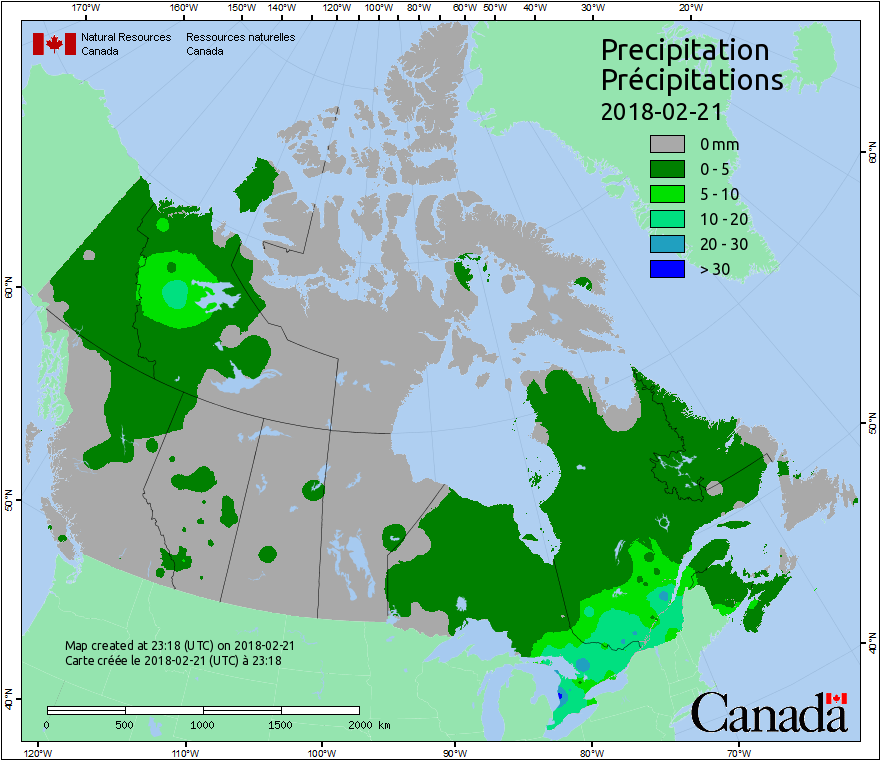 170°W 160°W 150°W 140°W 120°W 100°W 80°W 60°W 50°W 40°W 30°W 20°W
Natural Resources Ressources naturelles
Canada Canada
Precipitation
Précipitations
2018-02-21
0 mm
0 - 5
5 - 10
10 - 20
20 - 30
> 30
60°N 60°N
50°N 50°N
40°N 40°N
Map created at 23:18 (UTC) on 2018-02-21
Carte créée le 2018-02-21 (UTC) à 23:18
0 500 1000 1500 2000 km
Canada
120°W 110°W 100°W 90°W 80°W 70°W